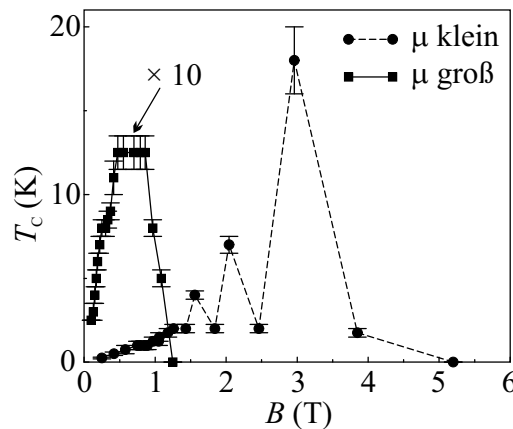 20
10
0
T_C (K)
× 10
μ klein
μ groß
0 1 2 3 4 5 6
B (T)